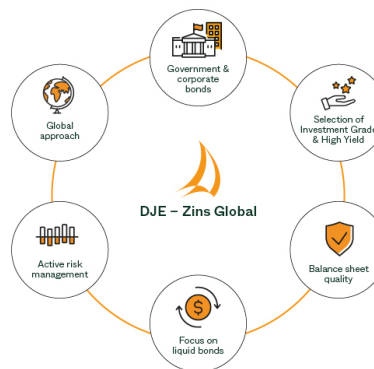 Government &
corporate
bonds
Selection of
Investment Grade
& High Yield
Balance sheet
quality
$
Focus on
liquid bonds
Active risk
management
Global
approach
DJE – Zins Global